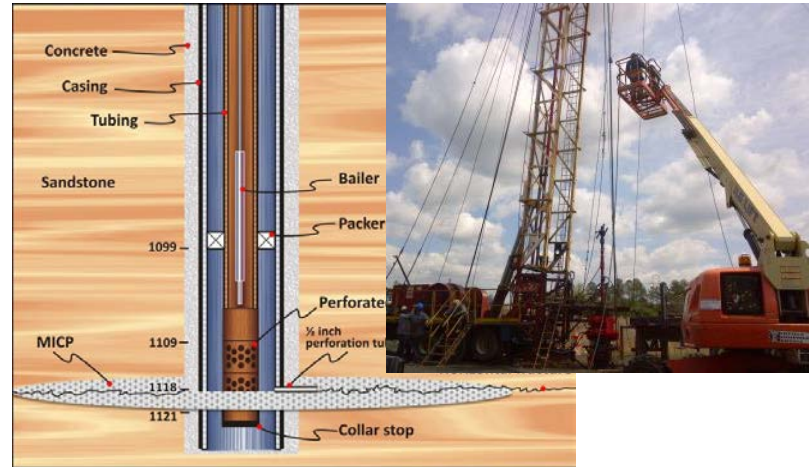 Concrete
Casing
Tubing
Sandstone
Bailer
Packer
1099
Perforate
1109
½ inch
perforation tu
MICP
1118
1121
Collar stop